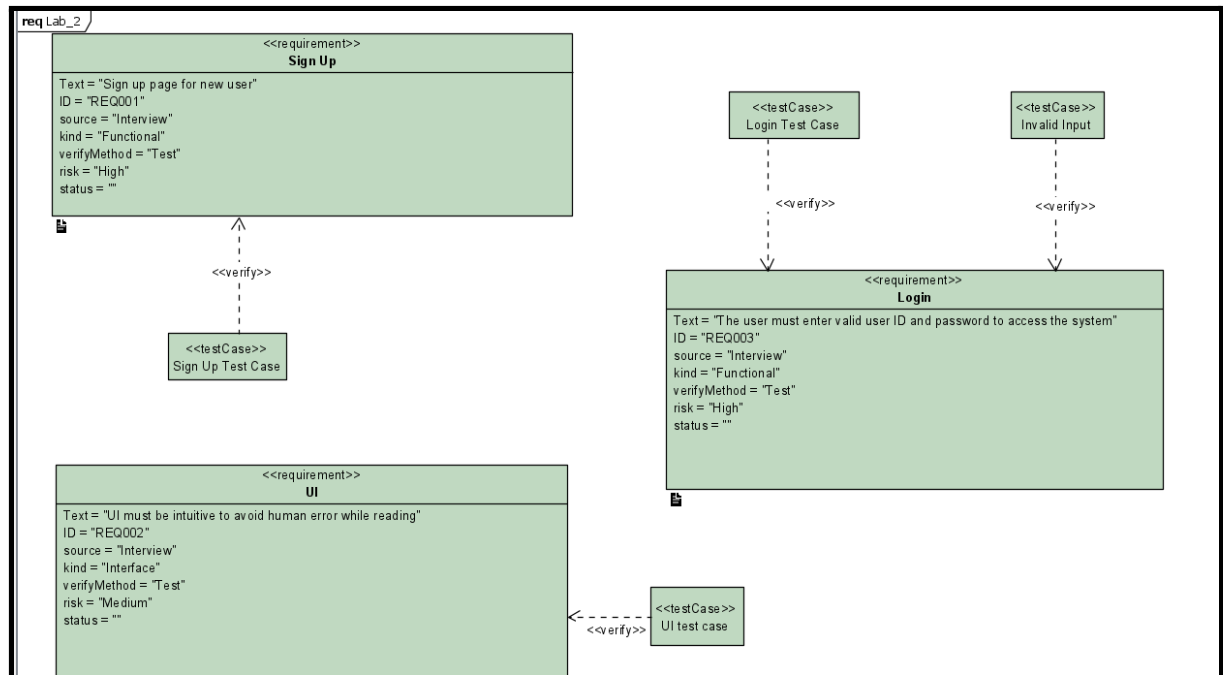 req Lab_2
<<requirement>>
Sign Up
Text = "Sign up page for new user"
ID = "REQ001"
source = "Interview"
kind = "Functional"
verifyMethod = "Test"
risk = "High"
status = ""
<<verify>>
<<testCase>>
Sign Up Test Case
<<testCase>>
Login Test Case
<<testCase>>
Invalid Input
<<verify>>
<<verify>>
<<requirement>>
Login
Text = "The user must enter valid user ID and password to access the system"
ID = "REQ003"
source = "Interview"
kind = "Functional"
verifyMethod = "Test"
risk = "High"
status = ""
<<requirement>>
UI
Text = "UI must be intuitive to avoid human error while reading"
ID = "REQ002"
source = "Interview"
kind = "Interface"
verifyMethod = "Test"
risk = "Medium"
status = ""
<<verify>>
<<testCase>>
UI test case